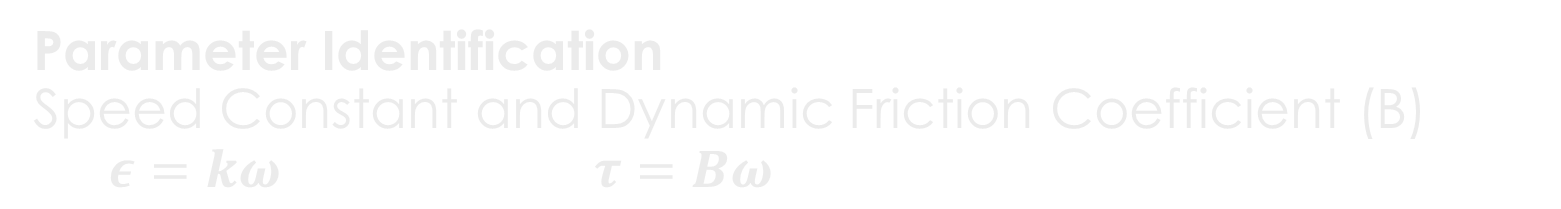 Parameter Identification
Speed Constant and Dynamic Friction Coefficient (B)
ϵ = kω τ = Bω